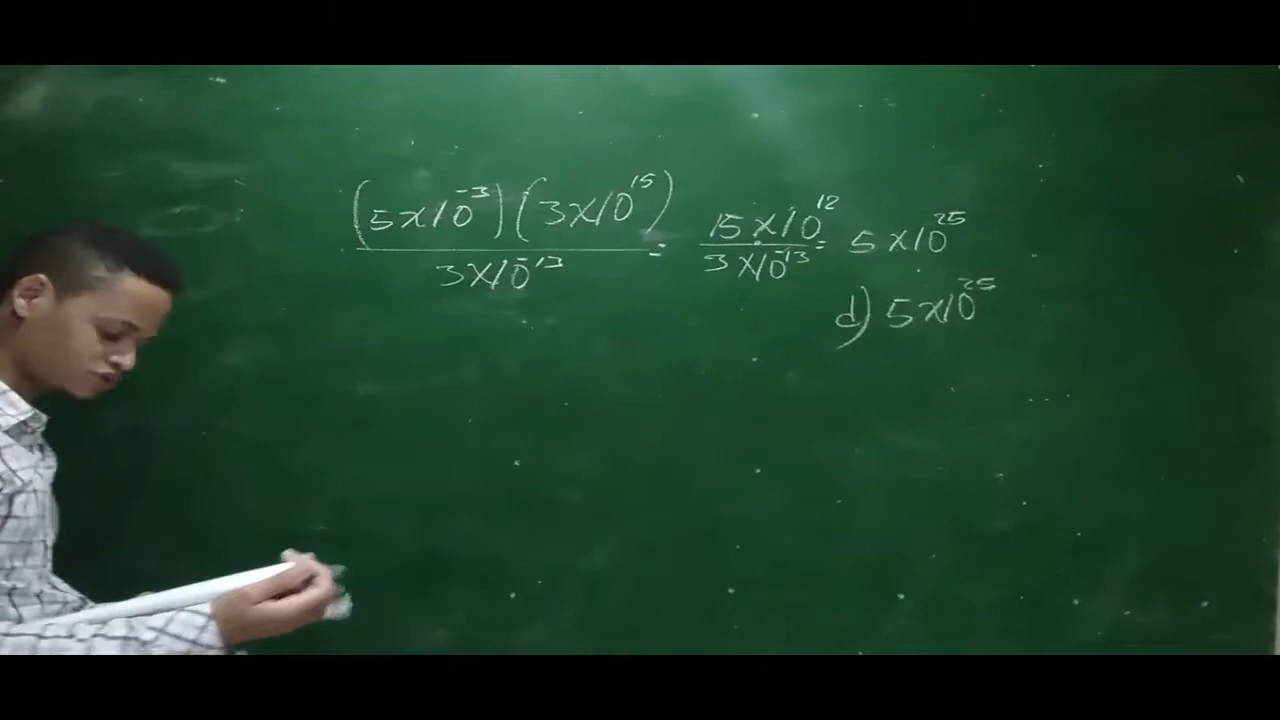 (5x10⁻³)(3x10¹⁵) / 3x10⁻¹³ = 15x10¹² / 3x10⁻¹³ = 5x10²⁵
d) 5x10²⁵